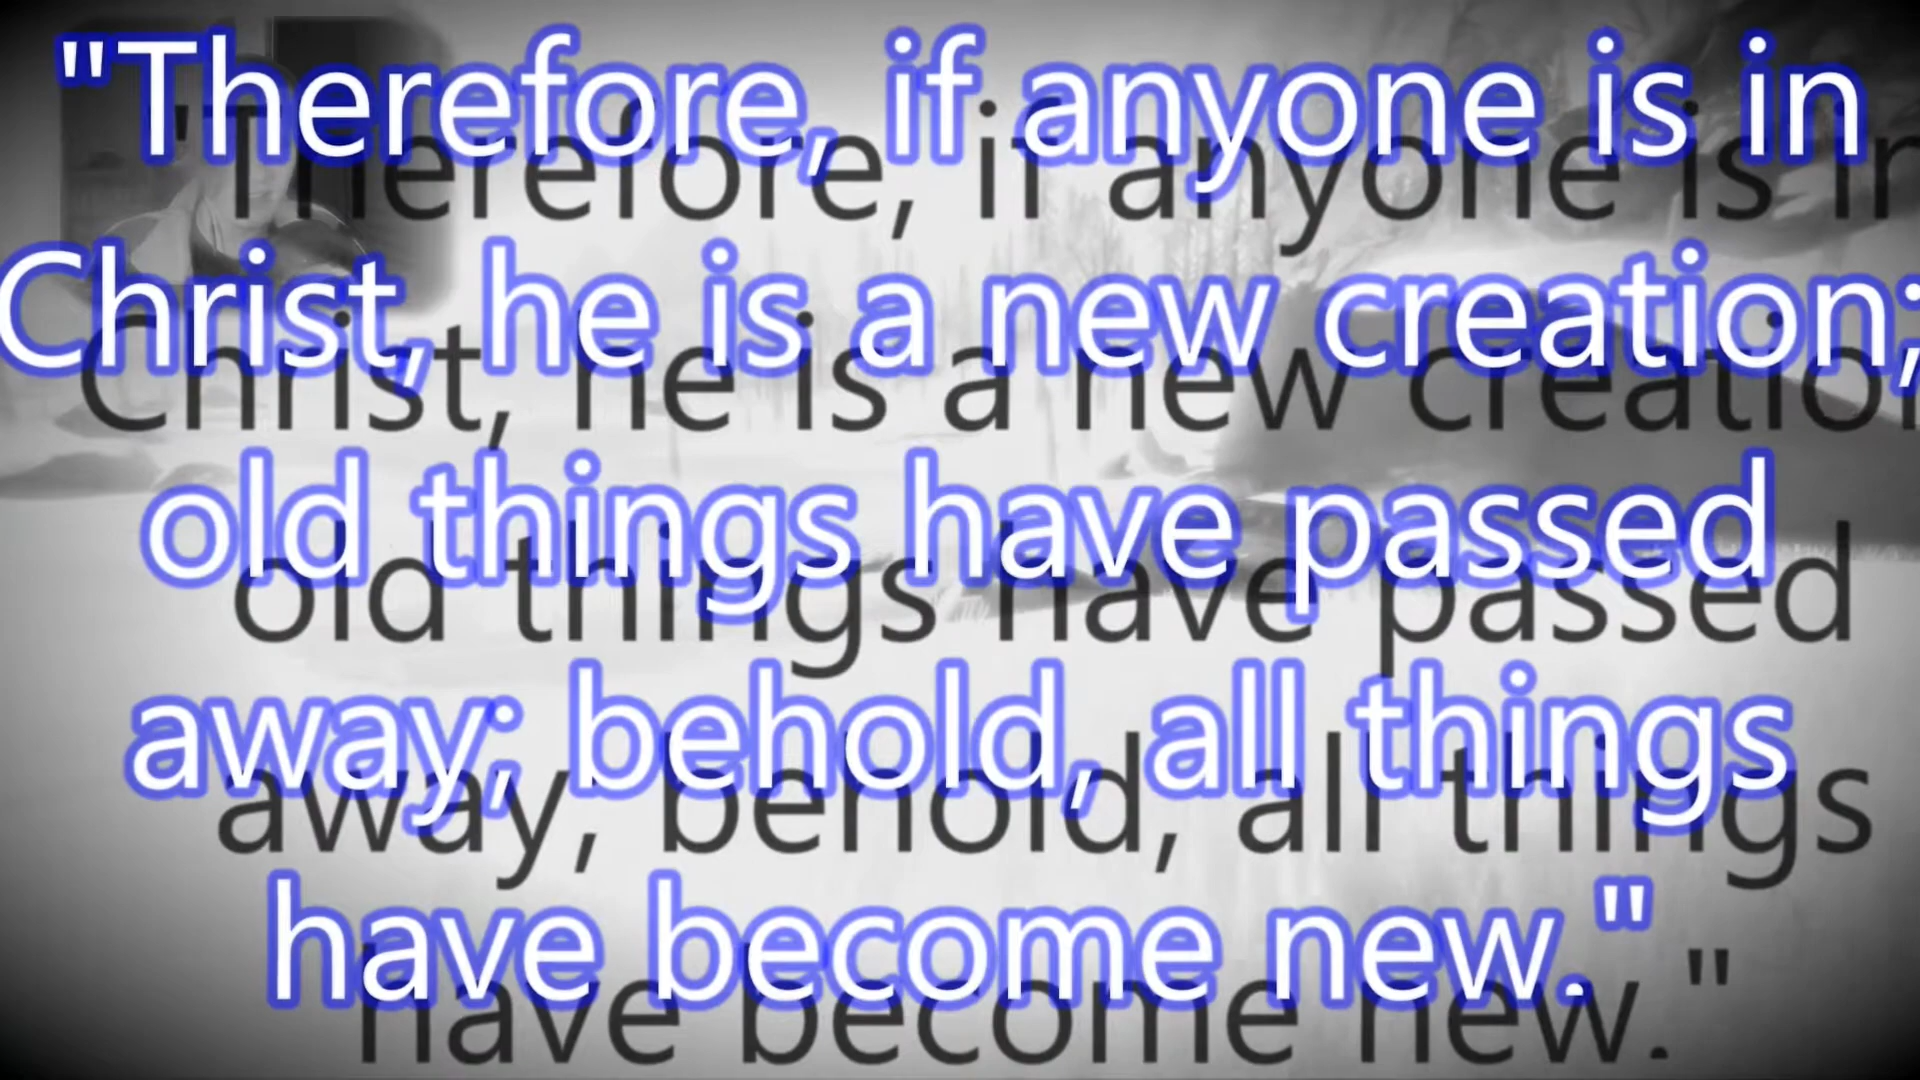 "Therefore, if anyone is in
Christ, he is a new creation;
old things have passed
away; behold, all things
have become new."